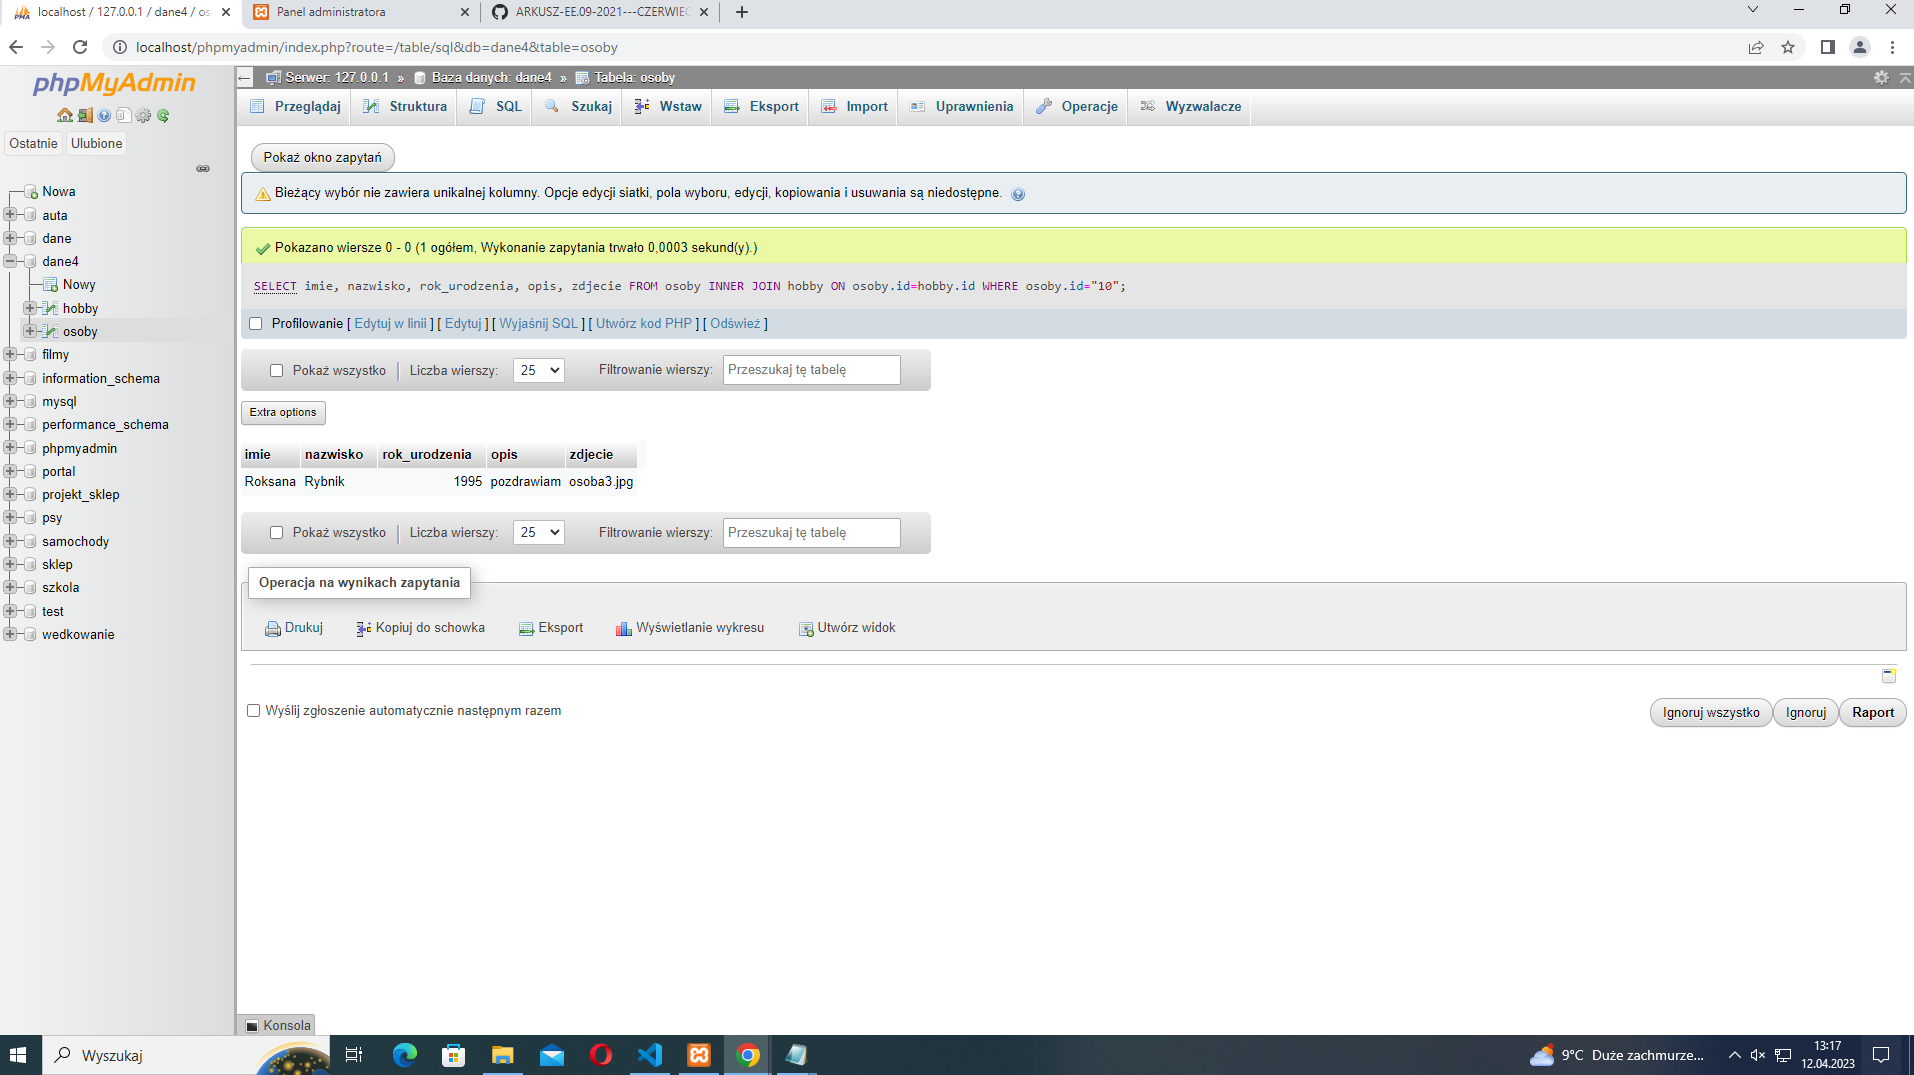 localhost / 127.0.0.1 / dane4 / os
Panel administratora
ARKUSZ-EE.09-2021---CZERWIEC
localhost/phpmyadmin/index.php?route=/table/sql&db=dane4&table=osoby
phpMyAdmin
Ostatnie
Ulubione
Nowa
auta
dane
dane4
Nowy
hobby
osoby
filmy
information_schema
mysql
performance_schema
phpmyadmin
portal
projekt_sklep
psy
samochody
sklep
szkola
test
wedkowanie
Serwer: 127.0.0.1 » Baza danych: dane4 » Tabela: osoby
Przeglądaj
Struktura
SQL
Szukaj
Wstaw
Eksport
Import
Uprawnienia
Operacje
Wyzwalacze
Pokaż okno zapytań
Bieżący wybór nie zawiera unikalnej kolumny. Opcje edycji siatki, pola wyboru, edycji, kopiowania i usuwania są niedostępne.
Pokazano wiersze 0 - 0 (1 ogółem, Wykonanie zapytania trwało 0,0003 sekund(y).)
SELECT imie, nazwisko, rok_urodzenia, opis, zdjecie FROM osoby INNER JOIN hobby ON osoby.id=hobby.id WHERE osoby.id="10";
Profilowanie [ Edytuj w linii ] [ Edytuj ] [ Wyjaśnij SQL ] [ Utwórz kod PHP ] [ Odśwież ]
Pokaż wszystko
Liczba wierszy: 25
Filtrowanie wierszy: Przeszukaj tę tabelę
Extra options
imie nazwisko rok_urodzenia opis zdjecie
Roksana Rybnik 1995 pozdrawiam osoba3.jpg
Pokaż wszystko
Liczba wierszy: 25
Filtrowanie wierszy: Przeszukaj tę tabelę
Operacja na wynikach zapytania
Drukuj
Kopiuj do schowka
Eksport
Wyświetlanie wykresu
Utwórz widok
Wyślij zgłoszenie automatycznie następnym razem
Ignoruj wszystko
Ignoruj
Raport
Konsola
Wyszukaj
9°C Duże zachmurze...
13:17
12.04.2023